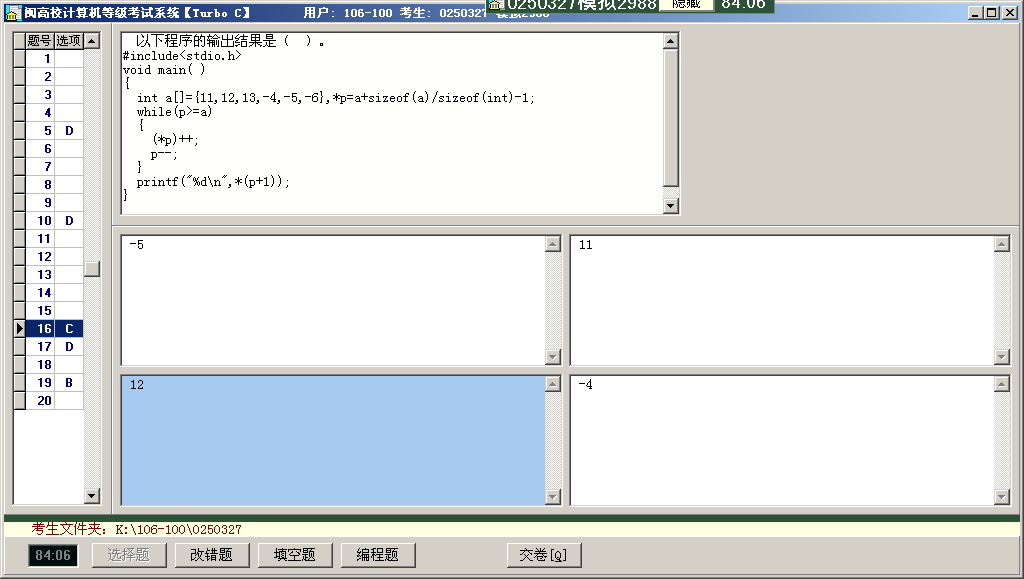 闽高校计算机等级考试系统【Turbo C】 用户: 106-100 考生: 0250327 模拟2988
0250327模拟2988 隐藏 84:06
题号 选项
1
2
3
4
5 D
6
7
8
9
10 D
11
12
13
14
15
16 C
17 D
18
19 B
20
以下程序的输出结果是（ ）。
#include<stdio.h>
void main( )
{
int a[]={11,12,13,-4,-5,-6},*p=a+sizeof(a)/sizeof(int)-1;
while(p>=a)
{
(*p)++;
p--;
}
printf("%d\n",*(p+1));
}
-5
11
12
-4
考生文件夹: K:\106-100\0250327
84:06 选择题 改错题 填空题 编程题 交卷[Q]